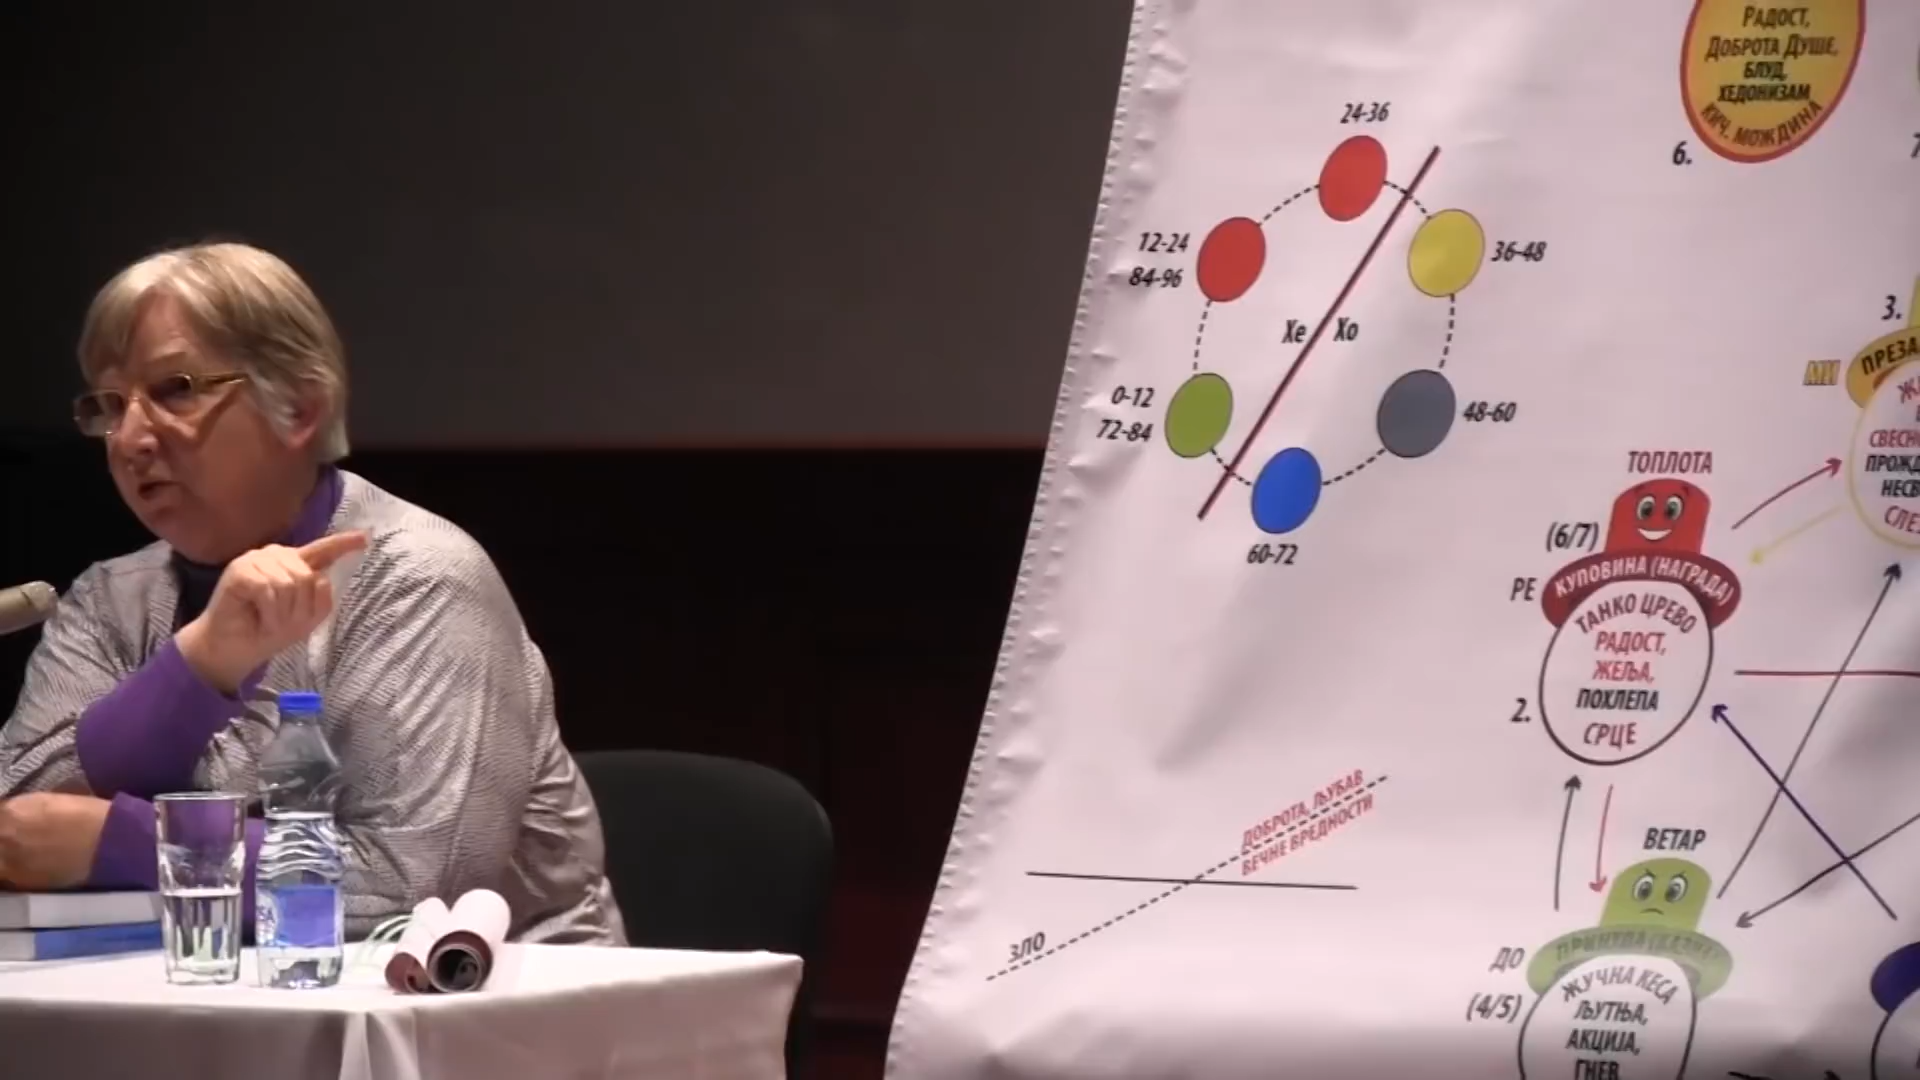 РАДОСТ,
ДОБРОТА ДУШЕ,
БЛУД,
ХЕДОНИЗАМ
КИЧ. МОЖДИНА
6.
24-36
12-24
84-96
36-48
Хе
Хо
0-12
72-84
48-60
60-72
3.
МИ
ТОПЛОТА
(6/7)
РЕ
КУПОВИНА (НАГРАДА)
ТАНКО ЦРЕВО
РАДОСТ,
ЖЕЉА,
ПОХЛЕПА
СРЦЕ
2.
ДОБРОТА, ЉУБАВ
ВЕЧНЕ ВРЕДНОСТИ
ЗЛО
ВЕТАР
ДО
(4/5)
ЖУЧНА КЕСА
ЉУТЊА,
АКЦИЈА,
ГНЕВ